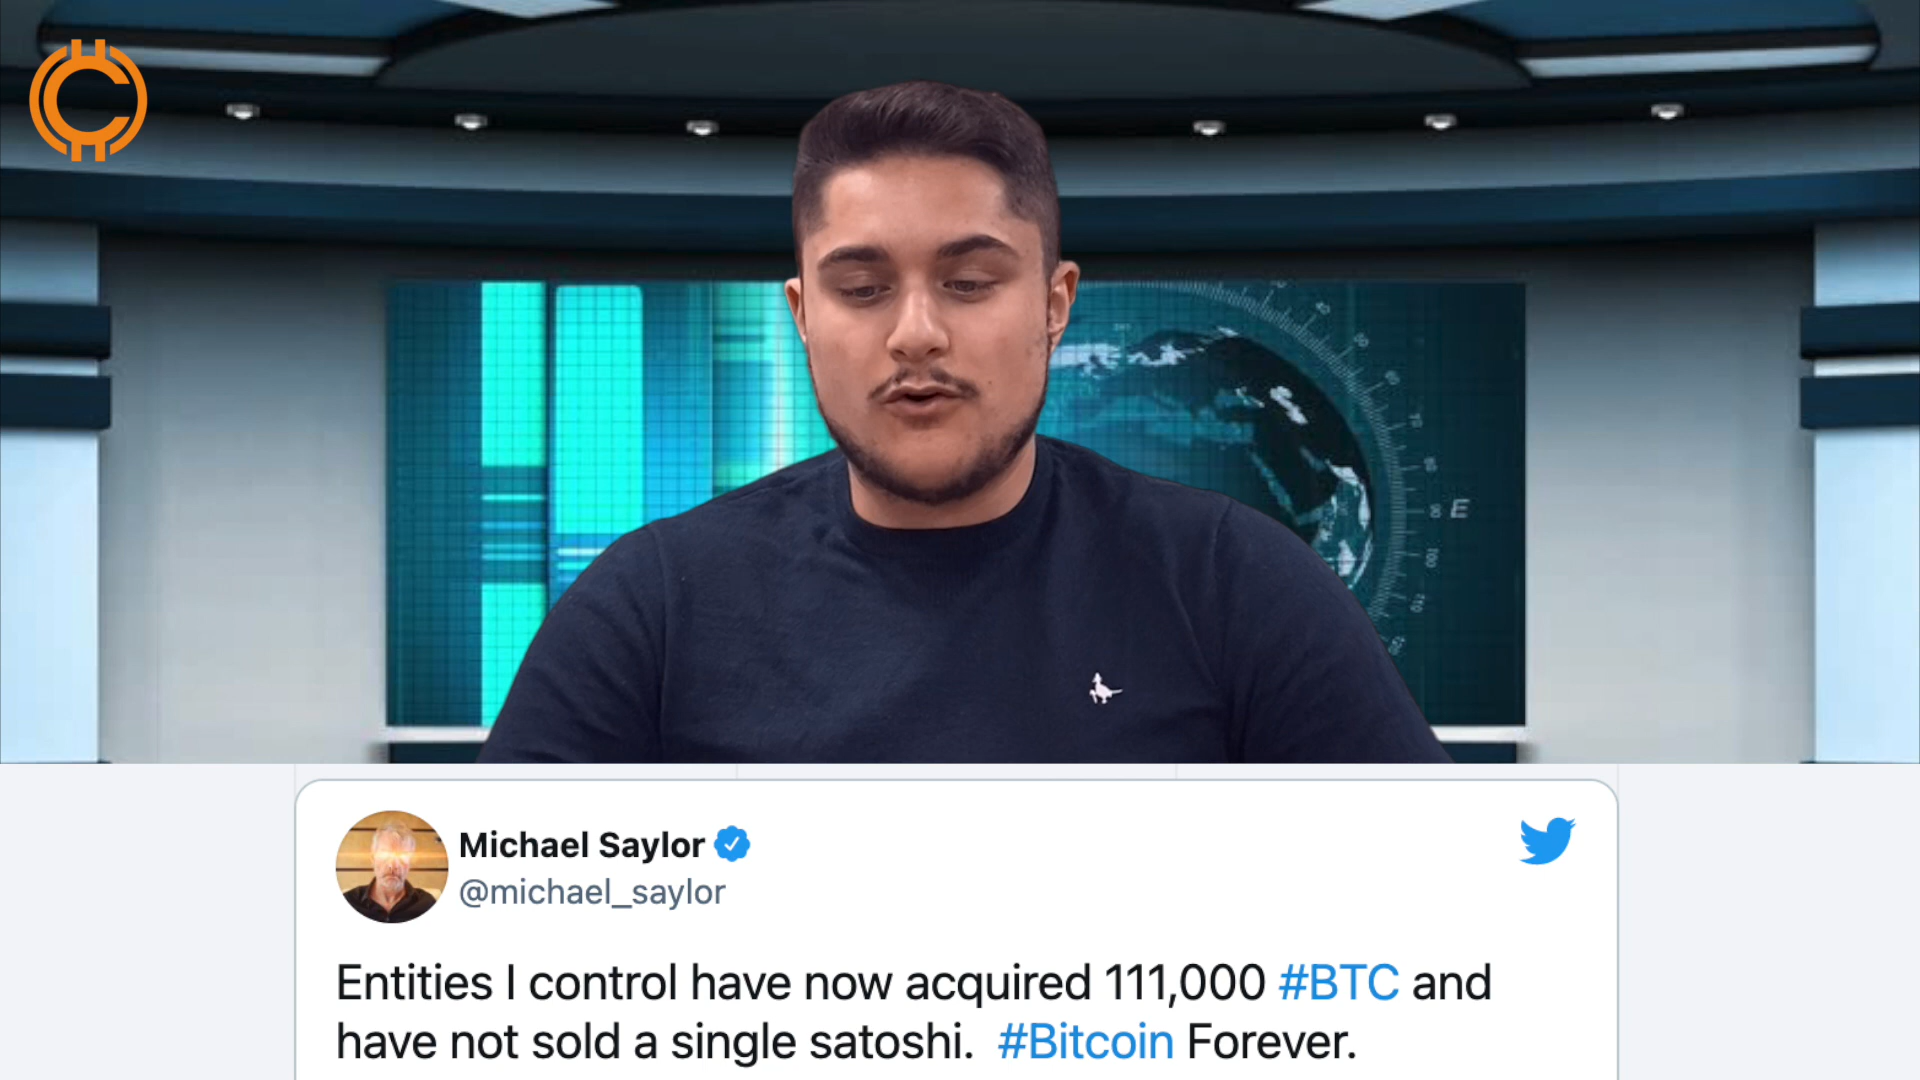 E
Michael Saylor
@michael_saylor
Entities I control have now acquired 111,000 #BTC and
have not sold a single satoshi. #Bitcoin Forever.